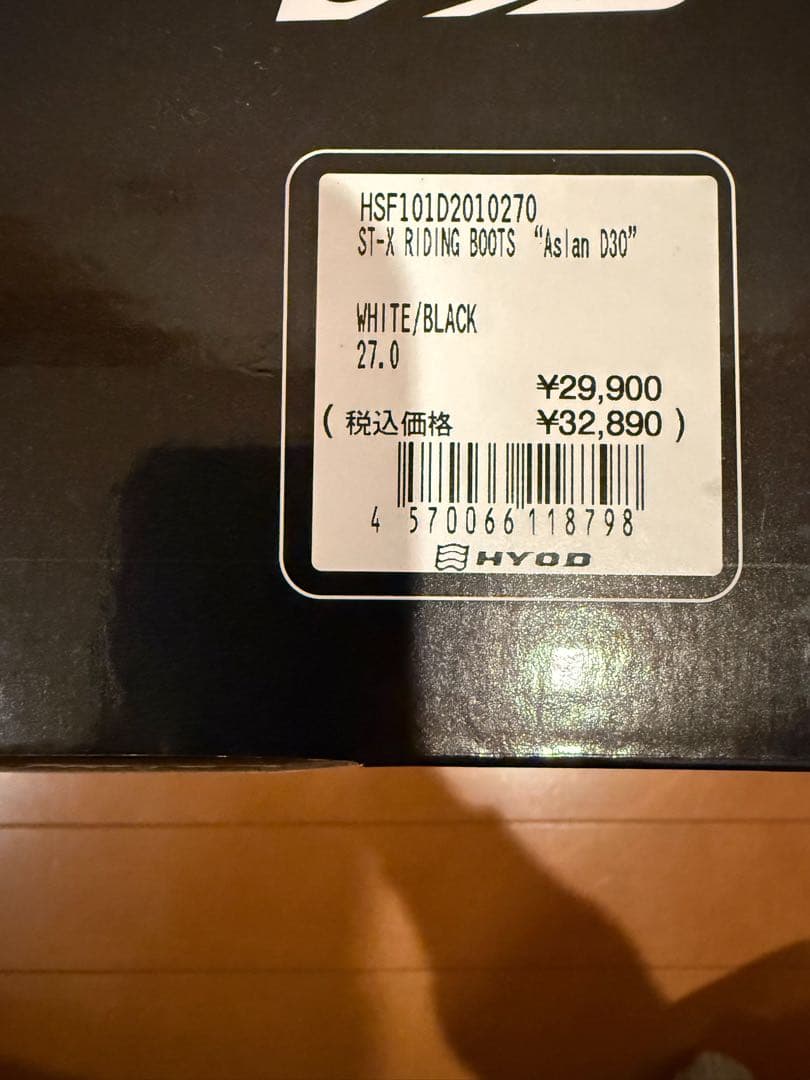 HSF101D2010270
ST-X RIDING BOOTS “Aslan D3O”
WHITE/BLACK
27.0
¥29,900
( 税込価格 ¥32,890 )
4 570066 118798
HYOD